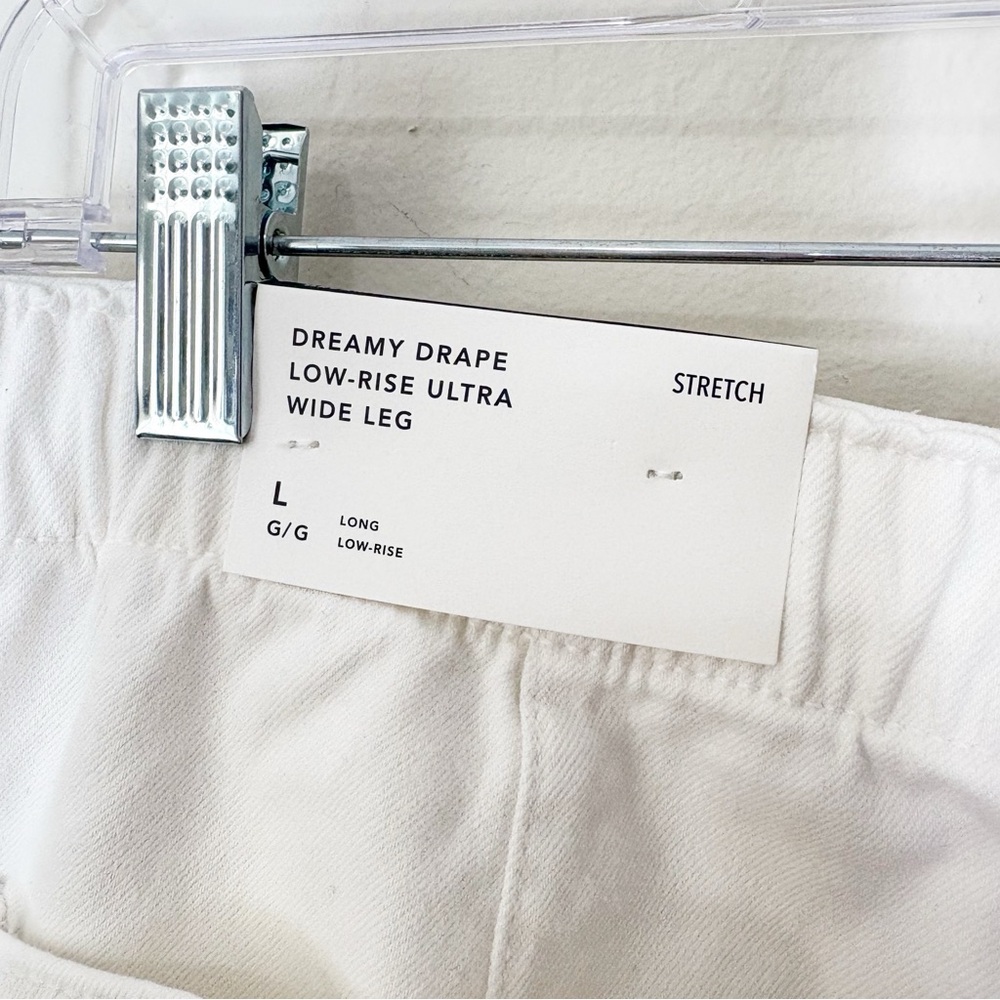 DREAMY DRAPE
LOW-RISE ULTRA
WIDE LEG
STRETCH
L
G/G
LONG
LOW-RISE